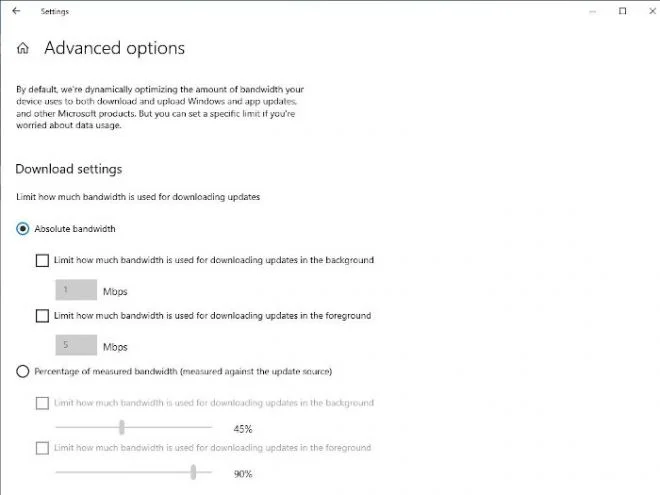 Settings
Advanced options
By default, we're dynamically optimizing the amount of bandwidth your
device uses to both download and upload Windows and app updates,
and other Microsoft products. But you can set a specific limit if you're
worried about data usage.
Download settings
Limit how much bandwidth is used for downloading updates
Absolute bandwidth
Limit how much bandwidth is used for downloading updates in the background
1 Mbps
Limit how much bandwidth is used for downloading updates in the foreground
5 Mbps
Percentage of measured bandwidth (measured against the update source)
Limit how much bandwidth is used for downloading updates in the background
45%
Limit how much bandwidth is used for downloading updates in the foreground
90%